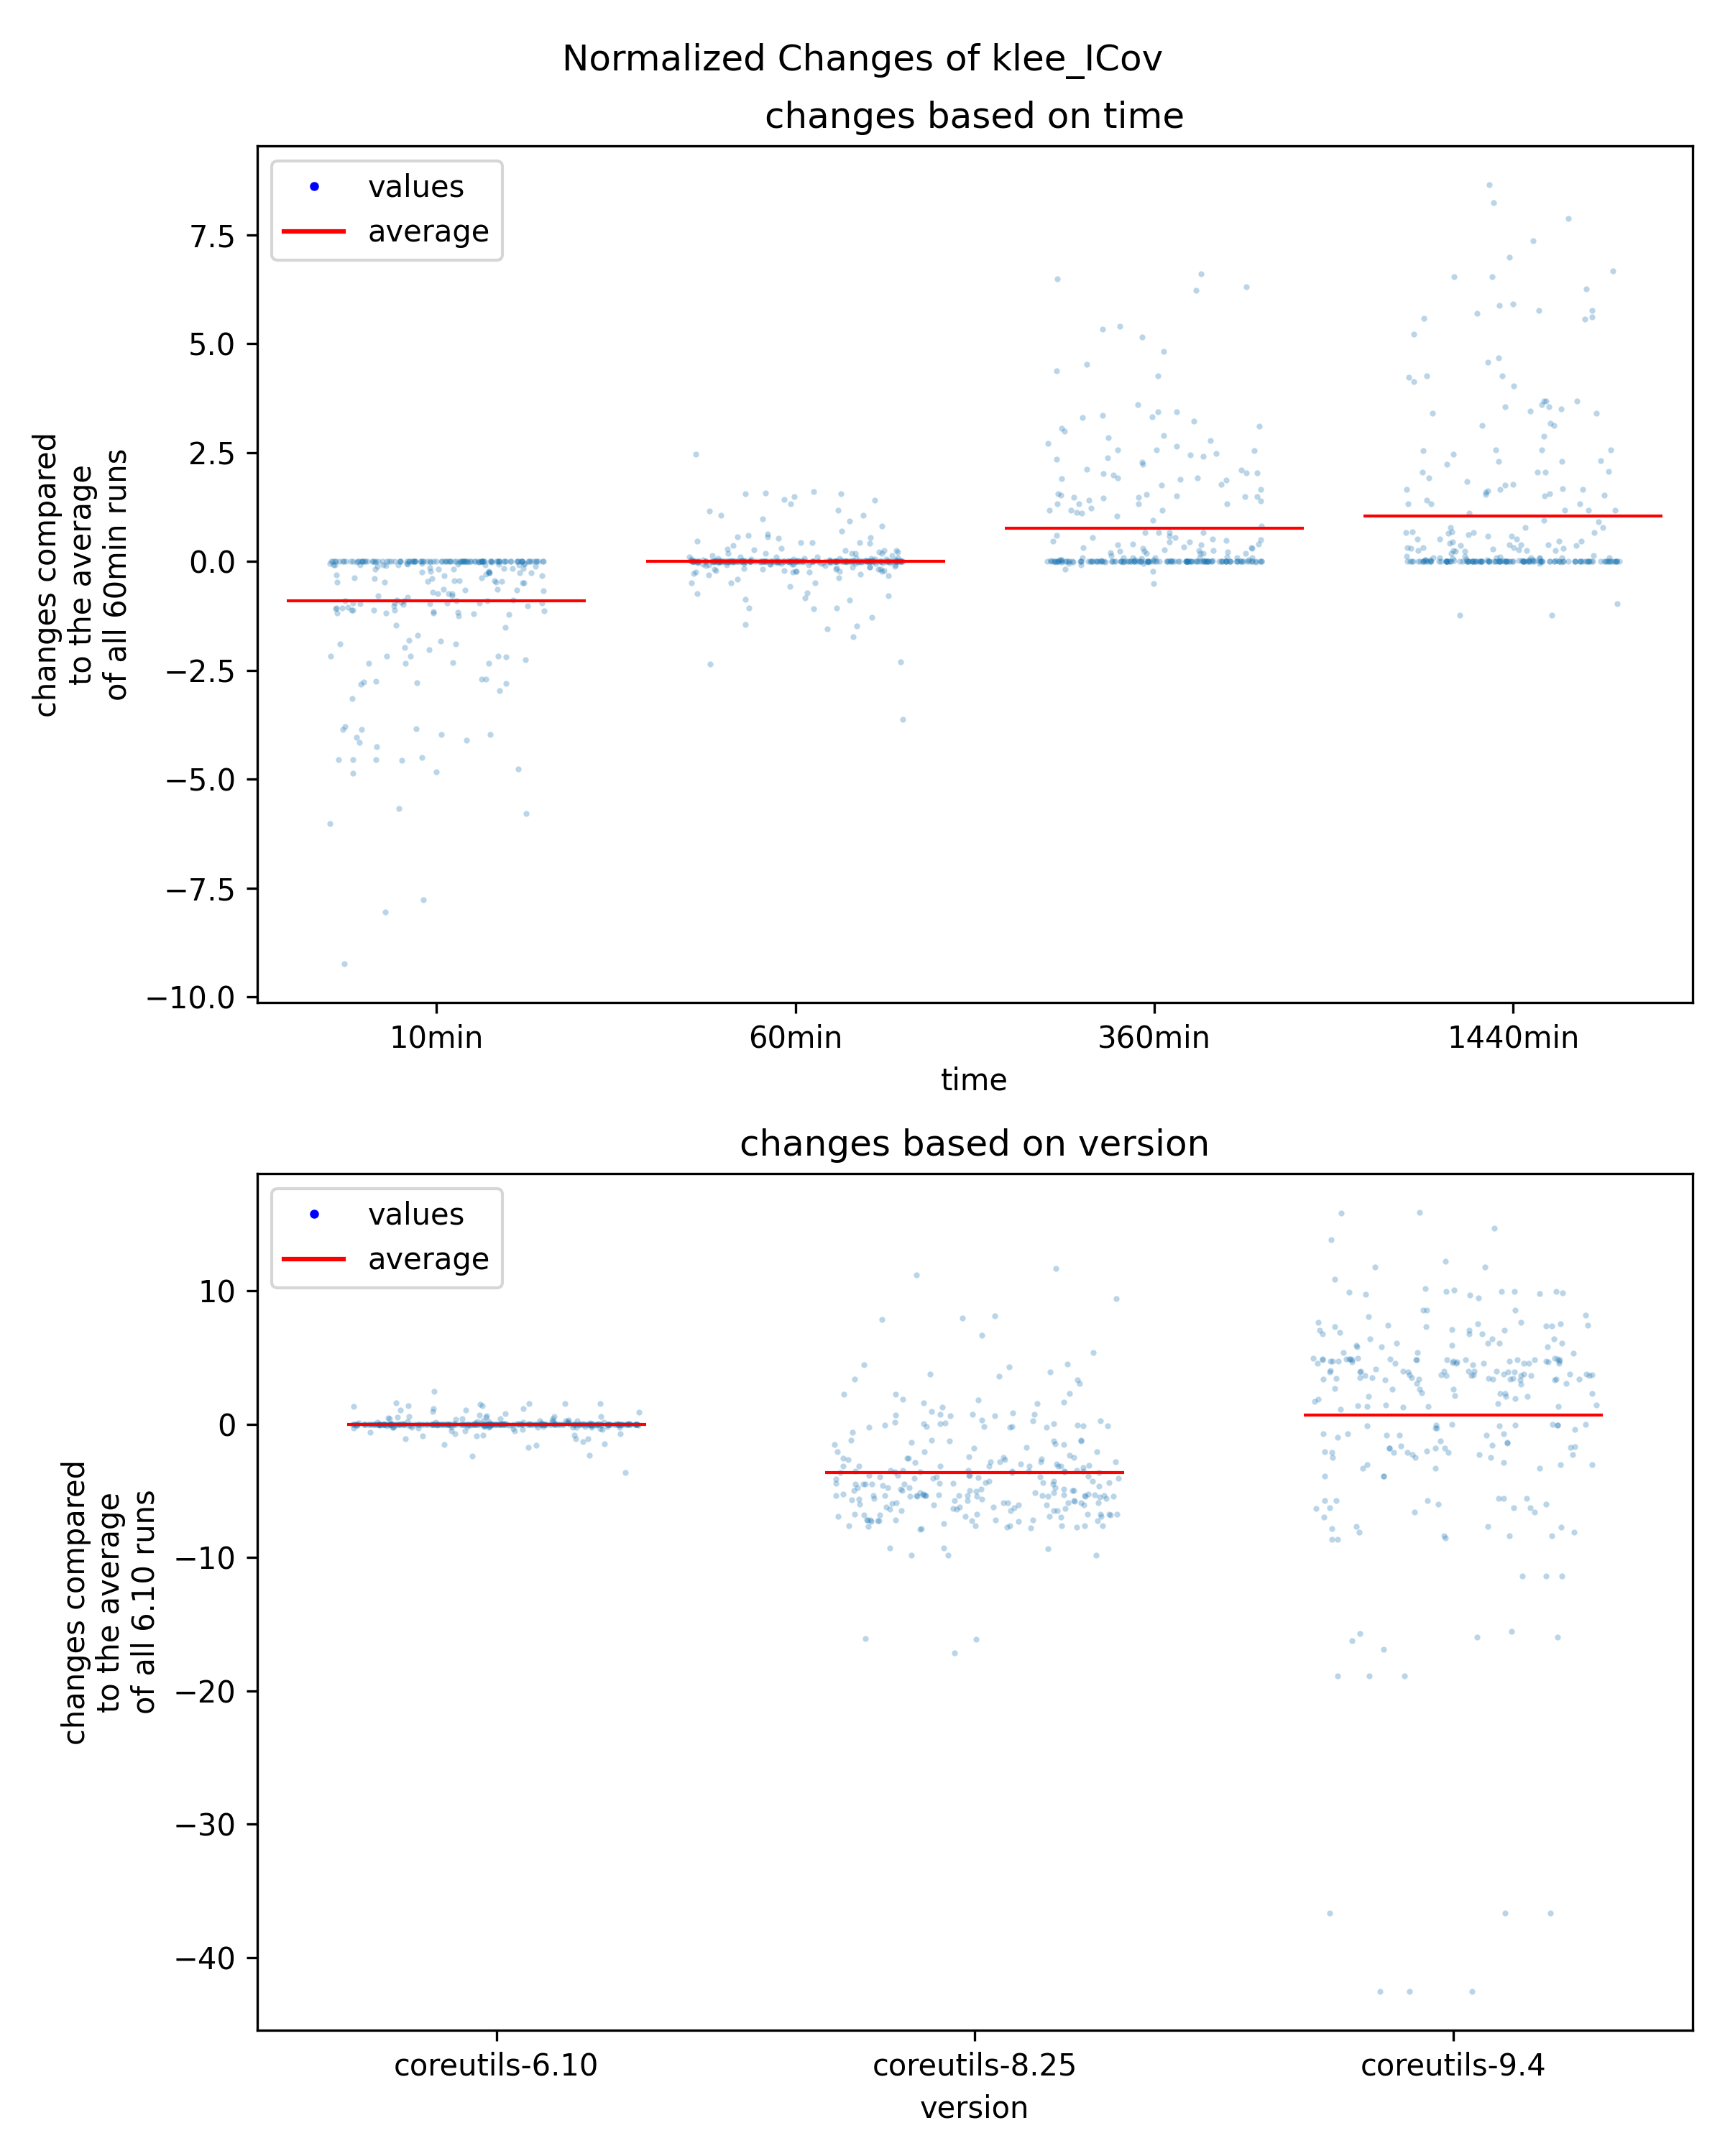 Normalized Changes of klee_ICov
changes based on time
values
average
7.5
5.0
2.5
0.0
−2.5
−5.0
−7.5
−10.0
changes compared
to the average
of all 60min runs
10min
60min
360min
1440min
time
changes based on version
values
average
10
0
−10
−20
−30
−40
changes compared
to the average
of all 6.10 runs
coreutils-6.10
coreutils-8.25
coreutils-9.4
version